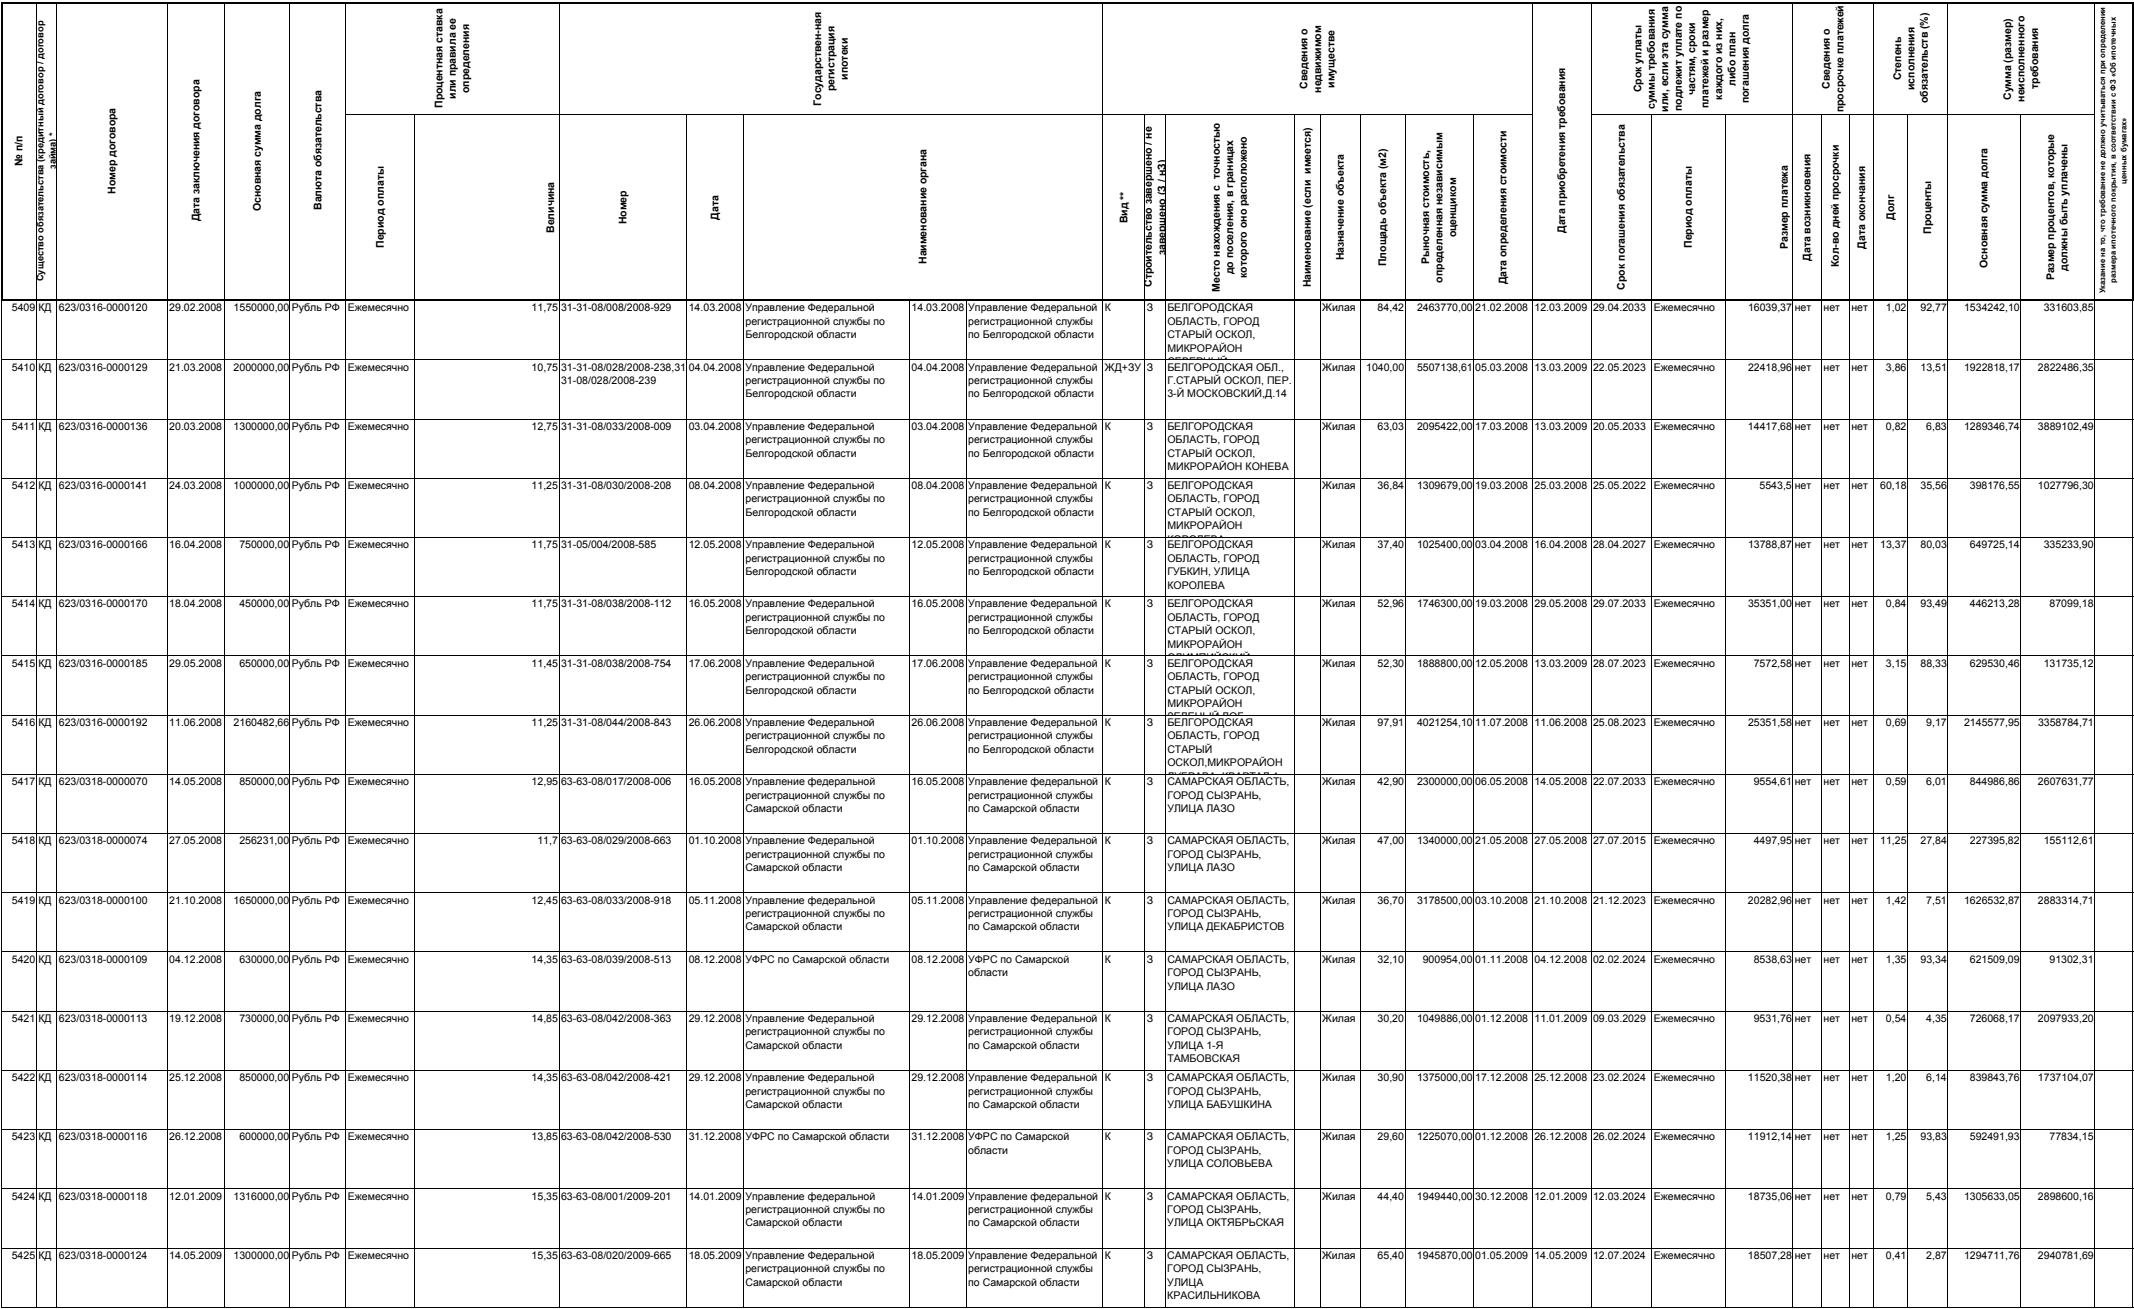 № п/п
Существо обязательства (кредитный договор / договор займа) *
Номер договора
Дата заключения договора
Основная сумма долга
Валюта обязательства
Процентная ставка или правила ее определения
Период оплаты
Величина
Государствен-ная регистрация ипотеки
Номер
Дата
Наименование органа
Сведения о недвижимом имуществе
Вид **
Строительство завершено / не завершено (З / нЗ)
Место нахождения с точностью до поселения, в границах которого оно расположено
Наименование (если имеется)
Назначение объекта
Площадь объекта (м2)
Рыночная стоимость, определенная независимым оценщиком
Дата определения стоимости
Дата приобретения требования
Срок уплаты суммы требования или, если эта сумма подлежит уплате по частям, сроки платежей и размер каждого из них, либо план погашения долга
Срок погашения обязательства
Период оплаты
Размер платежа
Сведения о просрочке платежей
Дата возникновения
Кол-во дней просрочки
Дата окончания
Степень исполнения обязательств (%)
Долг
Проценты
Сумма (размер) неисполненного требования
Основная сумма долга
Размер процентов, которые должны быть уплачены
Указание на то, что требование не должно учитываться при определении размера ипотечного покрытия, в соответствии с ФЗ «Об ипотечных ценных бумагах»
5409 КД 623/0316-0000120 29.02.2008 1550000,00 Рубль РФ Ежемесячно 11,75 31-31-08/008/2008-929 14.03.2008 Управление Федеральной регистрационной службы по Белгородской области 14.03.2008 Управление Федеральной регистрационной службы по Белгородской области К З БЕЛГОРОДСКАЯ ОБЛАСТЬ, ГОРОД СТАРЫЙ ОСКОЛ, МИКРОРАЙОН Жилая 84,42 2463770,00 21.02.2008 12.03.2009 29.04.2033 Ежемесячно 16039,37 нет нет нет 1,02 92,77 1534242,10 331603,85
5410 КД 623/0316-0000129 21.03.2008 2000000,00 Рубль РФ Ежемесячно 10,75 31-31-08/028/2008-238,31 31-08/028/2008-239 04.04.2008 Управление Федеральной регистрационной службы по Белгородской области 04.04.2008 Управление Федеральной регистрационной службы по Белгородской области ЖД+ЗУ З БЕЛГОРОДСКАЯ ОБЛ., Г.СТАРЫЙ ОСКОЛ, ПЕР. 3-Й МОСКОВСКИЙ,Д.14 Жилая 1040,00 5507138,61 05.03.2008 13.03.2009 22.05.2023 Ежемесячно 22418,96 нет нет нет 3,86 13,51 1922818,17 2822486,35
5411 КД 623/0316-0000136 20.03.2008 1300000,00 Рубль РФ Ежемесячно 12,75 31-31-08/033/2008-009 03.04.2008 Управление Федеральной регистрационной службы по Белгородской области 03.04.2008 Управление Федеральной регистрационной службы по Белгородской области К З БЕЛГОРОДСКАЯ ОБЛАСТЬ, ГОРОД СТАРЫЙ ОСКОЛ, МИКРОРАЙОН КОНЕВА Жилая 63,03 2095422,00 17.03.2008 13.03.2009 20.05.2033 Ежемесячно 14417,68 нет нет нет 0,82 6,83 1289346,74 3889102,49
5412 КД 623/0316-0000141 24.03.2008 1000000,00 Рубль РФ Ежемесячно 11,25 31-31-08/030/2008-208 08.04.2008 Управление Федеральной регистрационной службы по Белгородской области 08.04.2008 Управление Федеральной регистрационной службы по Белгородской области К З БЕЛГОРОДСКАЯ ОБЛАСТЬ, ГОРОД СТАРЫЙ ОСКОЛ, МИКРОРАЙОН Жилая 36,84 1309679,00 19.03.2008 25.03.2008 25.05.2022 Ежемесячно 5543,5 нет нет нет 60,18 35,56 398176,55 1027796,30
5413 КД 623/0316-0000166 16.04.2008 750000,00 Рубль РФ Ежемесячно 11,75 31-05/004/2008-585 12.05.2008 Управление Федеральной регистрационной службы по Белгородской области 12.05.2008 Управление Федеральной регистрационной службы по Белгородской области К З БЕЛГОРОДСКАЯ ОБЛАСТЬ, ГОРОД ГУБКИН, УЛИЦА КОРОЛЕВА Жилая 37,40 1025400,00 03.04.2008 16.04.2008 28.04.2027 Ежемесячно 13788,87 нет нет нет 13,37 80,03 649725,14 335233,90
5414 КД 623/0316-0000170 18.04.2008 450000,00 Рубль РФ Ежемесячно 11,75 31-31-08/038/2008-112 16.05.2008 Управление Федеральной регистрационной службы по Белгородской области 16.05.2008 Управление Федеральной регистрационной службы по Белгородской области К З БЕЛГОРОДСКАЯ ОБЛАСТЬ, ГОРОД СТАРЫЙ ОСКОЛ, МИКРОРАЙОН Жилая 52,96 1746300,00 19.03.2008 29.05.2008 29.07.2033 Ежемесячно 35351,00 нет нет нет 0,84 93,49 446213,28 87099,18
5415 КД 623/0316-0000185 29.05.2008 650000,00 Рубль РФ Ежемесячно 11,45 31-31-08/038/2008-754 17.06.2008 Управление Федеральной регистрационной службы по Белгородской области 17.06.2008 Управление Федеральной регистрационной службы по Белгородской области К З БЕЛГОРОДСКАЯ ОБЛАСТЬ, ГОРОД СТАРЫЙ ОСКОЛ, МИКРОРАЙОН Жилая 52,30 1888800,00 12.05.2008 13.03.2009 28.07.2023 Ежемесячно 7572,58 нет нет нет 3,15 88,33 629530,46 131735,12
5416 КД 623/0316-0000192 11.06.2008 2160482,66 Рубль РФ Ежемесячно 11,25 31-31-08/044/2008-843 26.06.2008 Управление Федеральной регистрационной службы по Белгородской области 26.06.2008 Управление Федеральной регистрационной службы по Белгородской области К З БЕЛГОРОДСКАЯ ОБЛАСТЬ, ГОРОД СТАРЫЙ ОСКОЛ,МИКРОРАЙОН Жилая 97,91 4021254,10 11.07.2008 11.06.2008 25.08.2023 Ежемесячно 25351,58 нет нет нет 0,69 9,17 2145577,95 3358784,71
5417 КД 623/0318-0000070 14.05.2008 850000,00 Рубль РФ Ежемесячно 12,95 63-63-08/017/2008-006 16.05.2008 Управление федеральной регистрационной службы по Самарской области 16.05.2008 Управление федеральной регистрационной службы по Самарской области К З САМАРСКАЯ ОБЛАСТЬ, ГОРОД СЫЗРАНЬ, УЛИЦА ЛАЗО Жилая 42,90 2300000,00 06.05.2008 14.05.2008 22.07.2033 Ежемесячно 9554,61 нет нет нет 0,59 6,01 844986,86 2607631,77
5418 КД 623/0318-0000074 27.05.2008 256231,00 Рубль РФ Ежемесячно 11,7 63-63-08/029/2008-663 01.10.2008 Управление Федеральной регистрационной службы по Самарской области 01.10.2008 Управление Федеральной регистрационной службы по Самарской области К З САМАРСКАЯ ОБЛАСТЬ, ГОРОД СЫЗРАНЬ, УЛИЦА ЛАЗО Жилая 47,00 1340000,00 21.05.2008 27.05.2008 27.07.2015 Ежемесячно 4497,95 нет нет нет 11,25 27,84 227395,82 155112,61
5419 КД 623/0318-0000100 21.10.2008 1650000,00 Рубль РФ Ежемесячно 12,45 63-63-08/033/2008-918 05.11.2008 Управление федеральной регистрационной службы по Самарской области 05.11.2008 Управление федеральной регистрационной службы по Самарской области К З САМАРСКАЯ ОБЛАСТЬ, ГОРОД СЫЗРАНЬ, УЛИЦА ДЕКАБРИСТОВ Жилая 36,70 3178500,00 03.10.2008 21.10.2008 21.12.2023 Ежемесячно 20282,96 нет нет нет 1,42 7,51 1626532,87 2883314,71
5420 КД 623/0318-0000109 04.12.2008 630000,00 Рубль РФ Ежемесячно 14,35 63-63-08/039/2008-513 08.12.2008 УФРС по Самарской области 08.12.2008 УФРС по Самарской области К З САМАРСКАЯ ОБЛАСТЬ, ГОРОД СЫЗРАНЬ, УЛИЦА ЛАЗО Жилая 32,10 900954,00 01.11.2008 04.12.2008 02.02.2024 Ежемесячно 8538,63 нет нет нет 1,35 93,34 621509,09 91302,31
5421 КД 623/0318-0000113 19.12.2008 730000,00 Рубль РФ Ежемесячно 14,85 63-63-08/042/2008-363 29.12.2008 Управление Федеральной регистрационной службы по Самарской области 29.12.2008 Управление Федеральной регистрационной службы по Самарской области К З САМАРСКАЯ ОБЛАСТЬ, ГОРОД СЫЗРАНЬ, УЛИЦА 1-Я ТАМБОВСКАЯ Жилая 30,20 1049886,00 01.12.2008 11.01.2009 09.03.2029 Ежемесячно 9531,76 нет нет нет 0,54 4,35 726068,17 2097933,20
5422 КД 623/0318-0000114 25.12.2008 850000,00 Рубль РФ Ежемесячно 14,35 63-63-08/042/2008-421 29.12.2008 Управление Федеральной регистрационной службы по Самарской области 29.12.2008 Управление Федеральной регистрационной службы по Самарской области К З САМАРСКАЯ ОБЛАСТЬ, ГОРОД СЫЗРАНЬ, УЛИЦА БАБУШКИНА Жилая 30,90 1375000,00 17.12.2008 25.12.2008 23.02.2024 Ежемесячно 11520,38 нет нет нет 1,20 6,14 839843,76 1737104,07
5423 КД 623/0318-0000116 26.12.2008 600000,00 Рубль РФ Ежемесячно 13,85 63-63-08/042/2008-530 31.12.2008 УФРС по Самарской области 31.12.2008 УФРС по Самарской области К З САМАРСКАЯ ОБЛАСТЬ, ГОРОД СЫЗРАНЬ, УЛИЦА СОЛОВЬЕВА Жилая 29,60 1225070,00 01.12.2008 26.12.2008 26.02.2024 Ежемесячно 11912,14 нет нет нет 1,25 93,83 592491,93 77834,15
5424 КД 623/0318-0000118 12.01.2009 1316000,00 Рубль РФ Ежемесячно 15,35 63-63-08/001/2009-201 14.01.2009 Управление федеральной регистрационной службы по Самарской области 14.01.2009 Управление федеральной регистрационной службы по Самарской области К З САМАРСКАЯ ОБЛАСТЬ, ГОРОД СЫЗРАНЬ, УЛИЦА ОКТЯБРЬСКАЯ Жилая 44,40 1949440,00 30.12.2008 12.01.2009 12.03.2024 Ежемесячно 18735,06 нет нет нет 0,79 5,43 1305633,05 2898600,16
5425 КД 623/0318-0000124 14.05.2009 1300000,00 Рубль РФ Ежемесячно 15,35 63-63-08/020/2009-665 18.05.2009 Управление Федеральной регистрационной службы по Самарской области 18.05.2009 Управление Федеральной регистрационной службы по Самарской области К З САМАРСКАЯ ОБЛАСТЬ, ГОРОД СЫЗРАНЬ, УЛИЦА КРАСИЛЬНИКОВА Жилая 65,40 1945870,00 01.05.2009 14.05.2009 12.07.2024 Ежемесячно 18507,28 нет нет нет 0,41 2,87 1294711,76 2940781,69